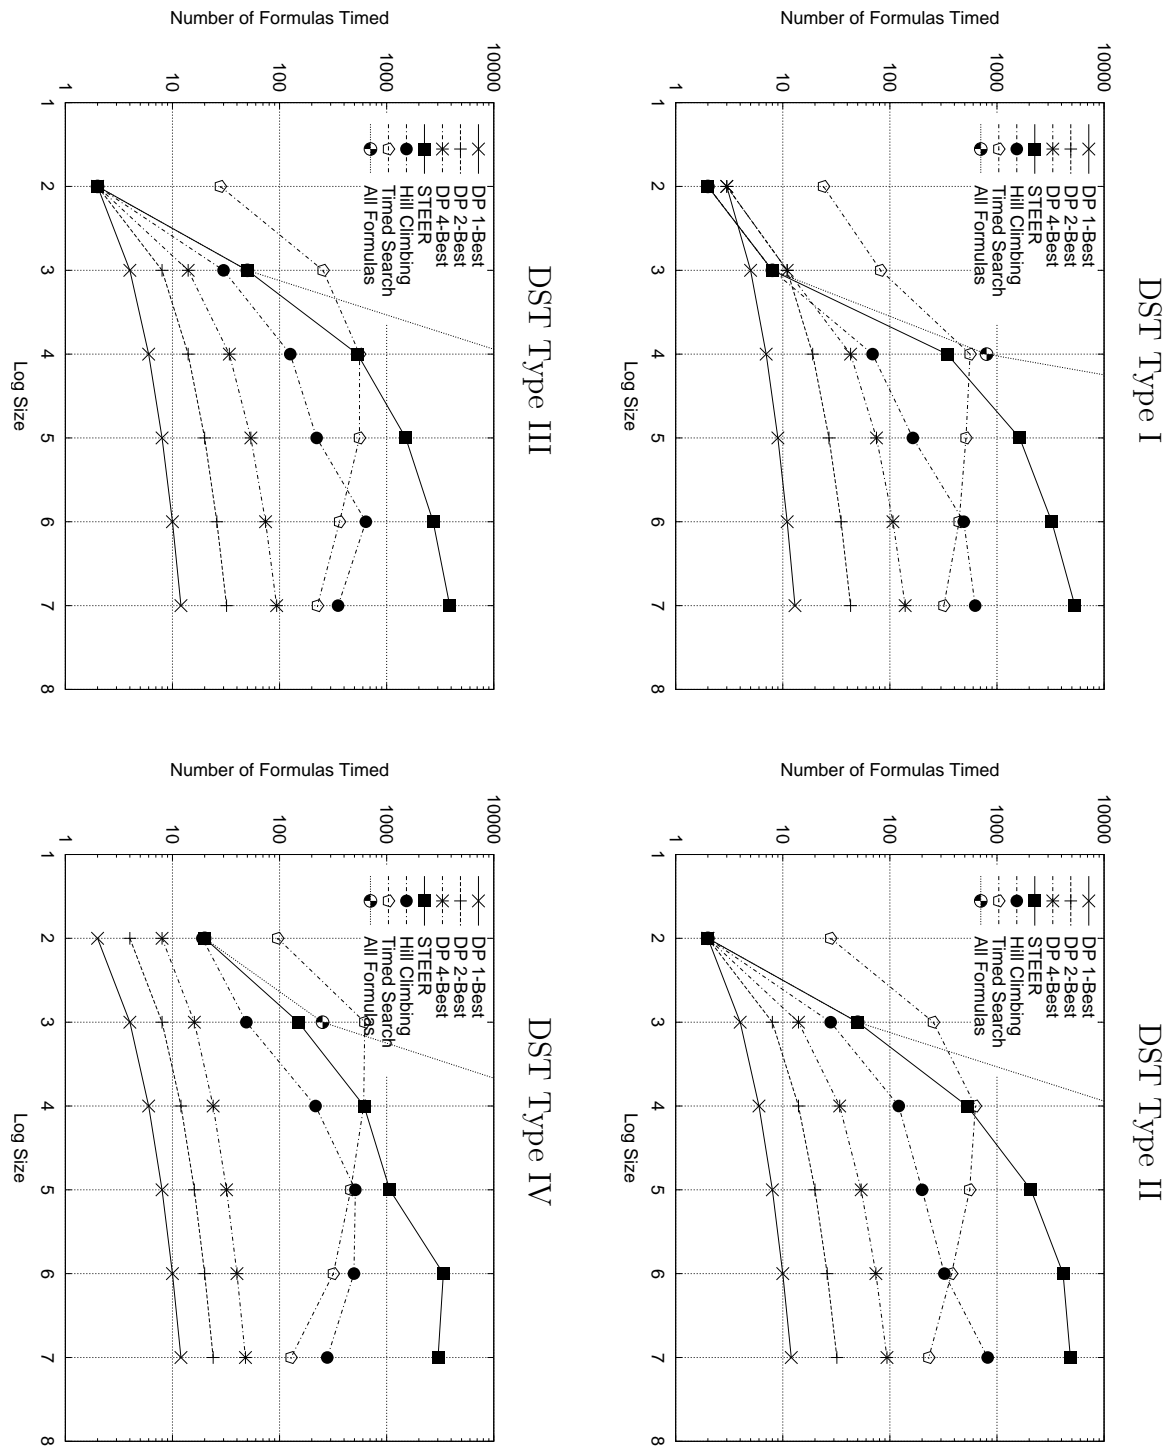 DST Type I
Number of Formulas Timed
10000
1000
100
10
1
DP 1-Best
DP 2-Best
DP 4-Best
STEER
Hill Climbing
Timed Search
All Formulas
1 2 3 4 5 6 7 8
Log Size
DST Type II
Number of Formulas Timed
10000
1000
100
10
1
DP 1-Best
DP 2-Best
DP 4-Best
STEER
Hill Climbing
Timed Search
All Formulas
1 2 3 4 5 6 7 8
Log Size
DST Type III
Number of Formulas Timed
10000
1000
100
10
1
DP 1-Best
DP 2-Best
DP 4-Best
STEER
Hill Climbing
Timed Search
All Formulas
1 2 3 4 5 6 7 8
Log Size
DST Type IV
Number of Formulas Timed
10000
1000
100
10
1
DP 1-Best
DP 2-Best
DP 4-Best
STEER
Hill Climbing
Timed Search
All Formulas
1 2 3 4 5 6 7 8
Log Size